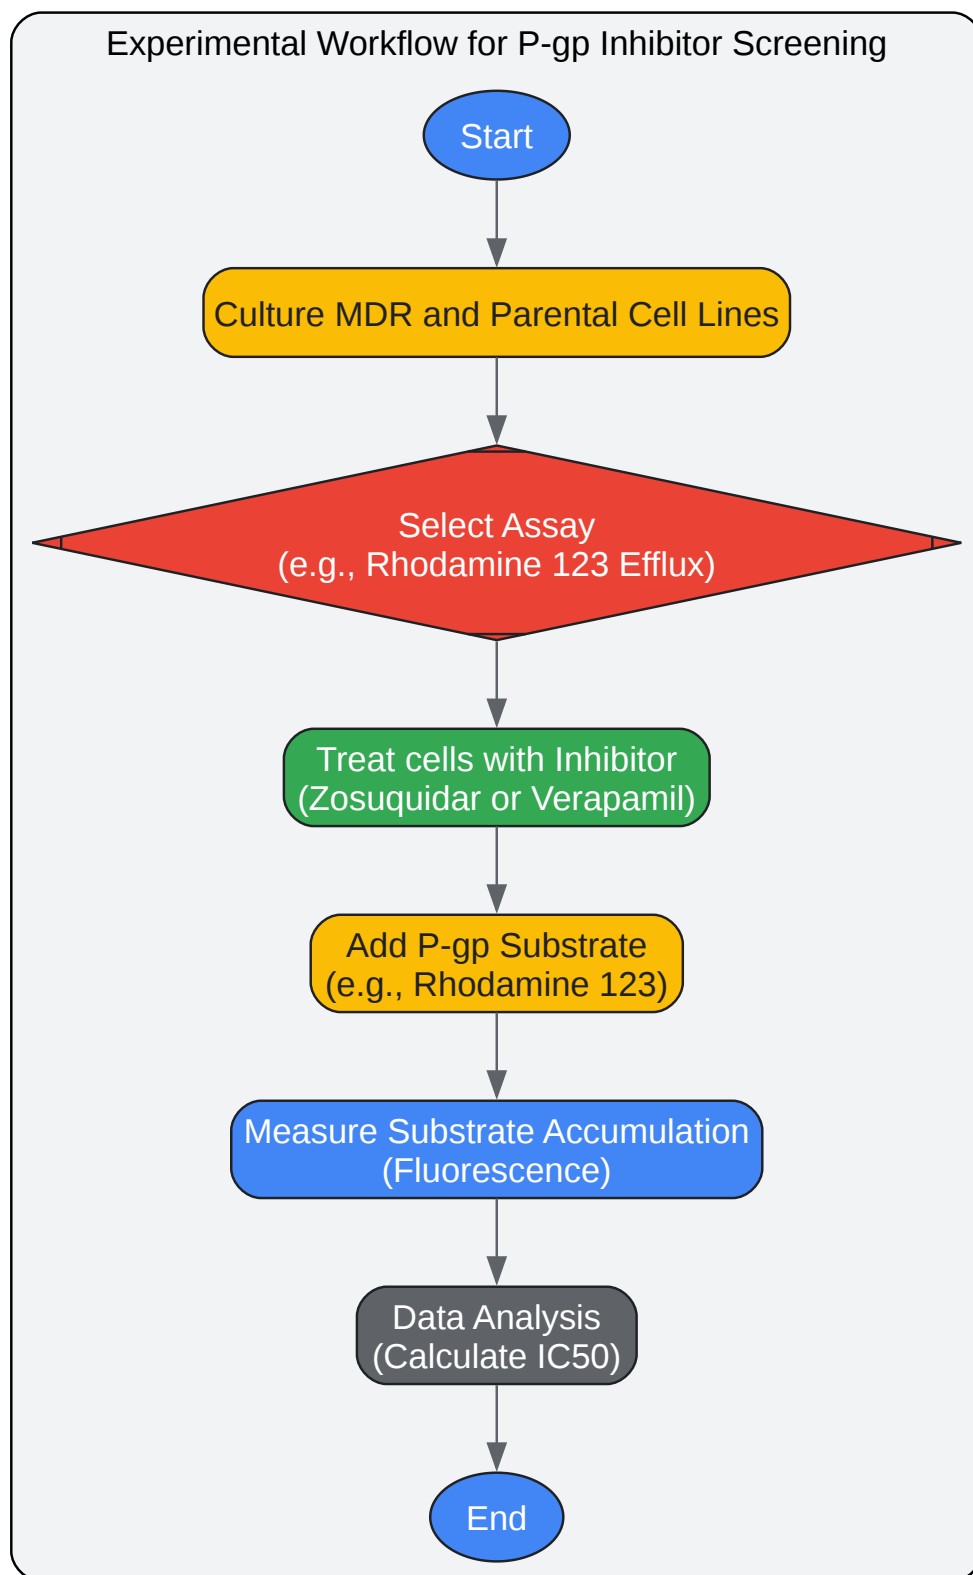 Experimental Workflow for P-gp Inhibitor Screening
Start
Culture MDR and Parental Cell Lines
Select Assay
(e.g., Rhodamine 123 Efflux)
Treat cells with Inhibitor
(Zosuquidar or Verapamil)
Add P-gp Substrate
(e.g., Rhodamine 123)
Measure Substrate Accumulation
(Fluorescence)
Data Analysis
(Calculate IC50)
End